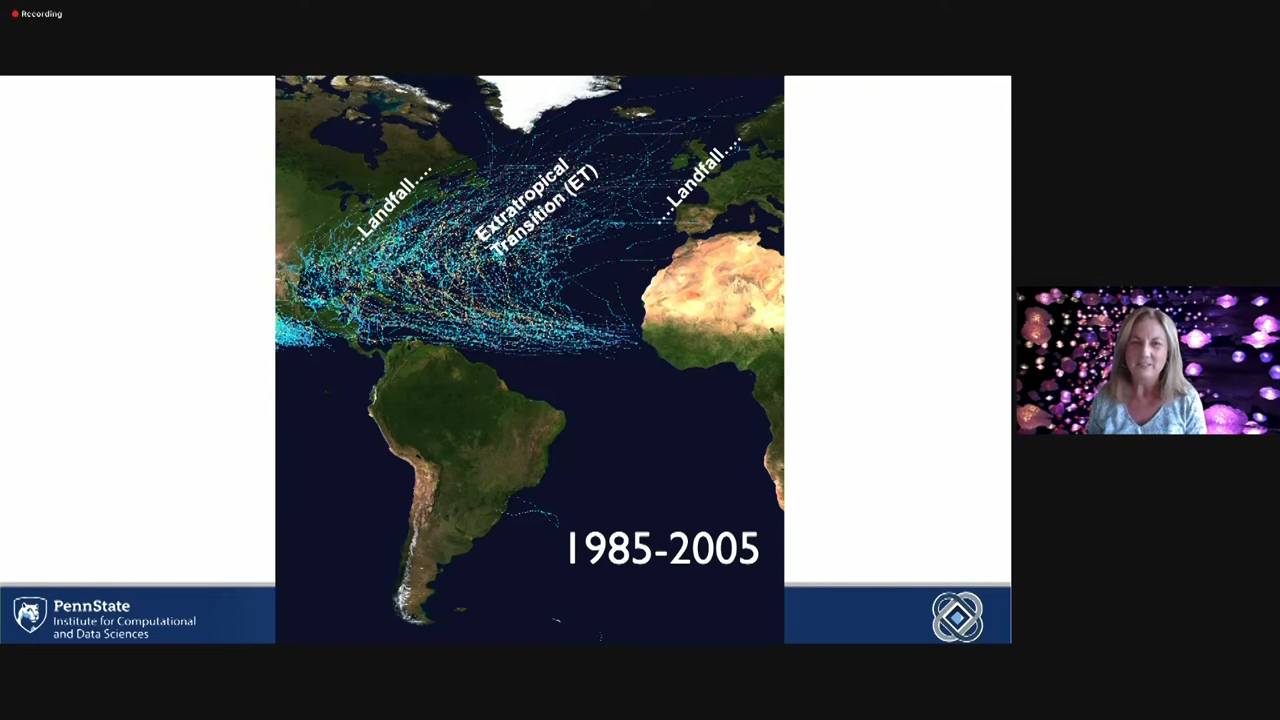 Recording
....Landfall....
Extratropical
Transition (ET)
....Landfall....
1985-2005
PennState
Institute for Computational
and Data Sciences